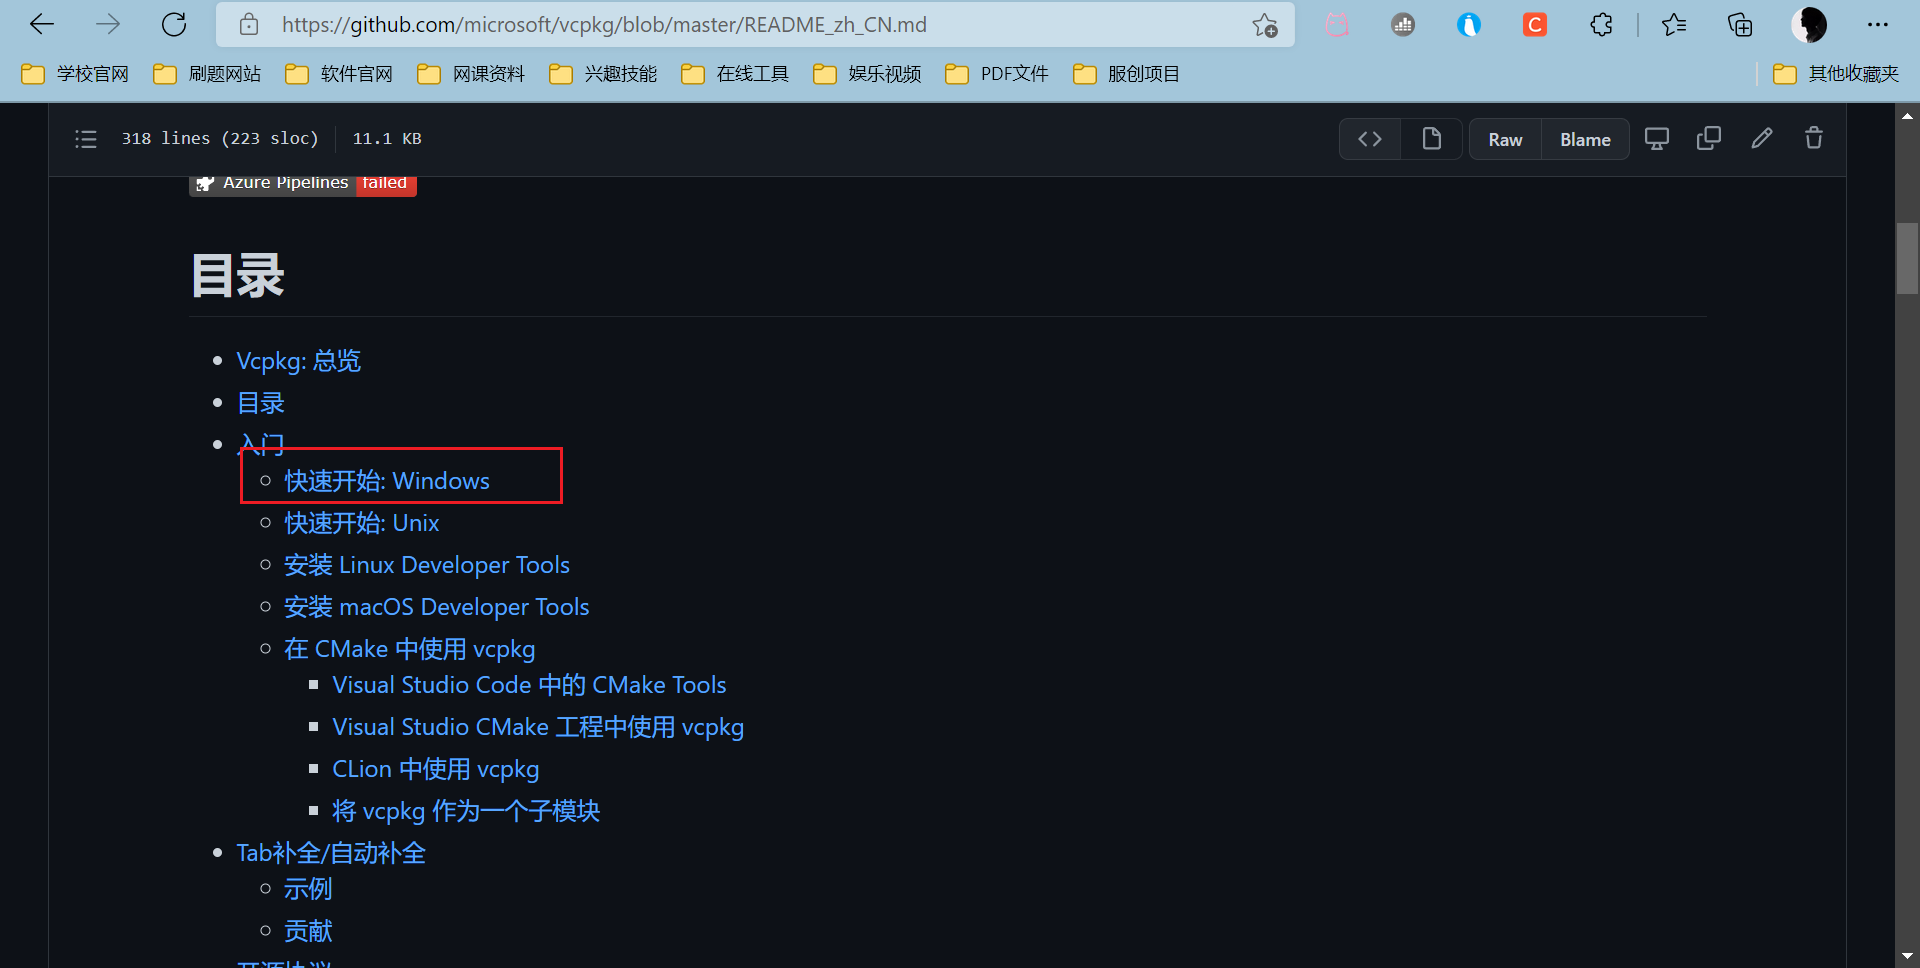 https://github.com/microsoft/vcpkg/blob/master/README_zh_CN.md
学校官网 刷题网站 软件官网 网课资料 兴趣技能 在线工具 娱乐视频 PDF文件 服创项目 其他收藏夹
318 lines (223 sloc) 11.1 KB Raw Blame
Azure Pipelines failed
目录
Vcpkg: 总览
目录
入门
快速开始: Windows
快速开始: Unix
安装 Linux Developer Tools
安装 macOS Developer Tools
在 CMake 中使用 vcpkg
Visual Studio Code 中的 CMake Tools
Visual Studio CMake 工程中使用 vcpkg
CLion 中使用 vcpkg
将 vcpkg 作为一个子模块
Tab补全/自动补全
示例
贡献
开源协议